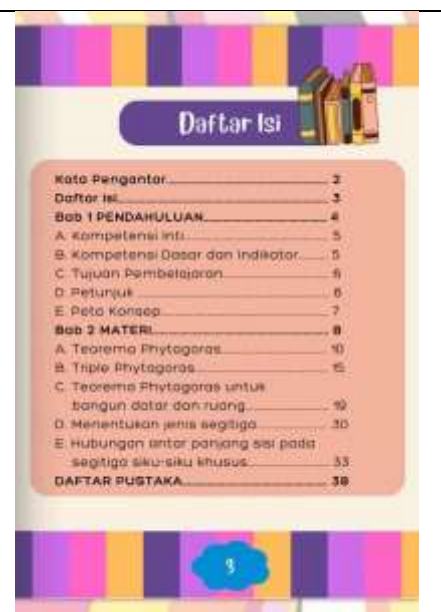 Daftar Isi
Kata Pengantar 2
Daftar Isi 3
Bab 1 PENDAHULUAN 4
A. Kompetensi Inti 5
B. Kompetensi Dasar dan Indikator 5
C. Tujuan Pembelajaran 6
D. Petunjuk 6
E. Peta Konsep 7
Bab 2 MATERI 8
A. Teorema Phytagoras 10
B. Triple Phytagoras 15
C. Teorema Phytagoras untuk
bangun datar dan ruang 19
D. Menentukan jenis segitiga 30
E. Hubungan antar panjang sisi pada
segitiga siku-siku khusus 33
DAFTAR PUSTAKA 38
3